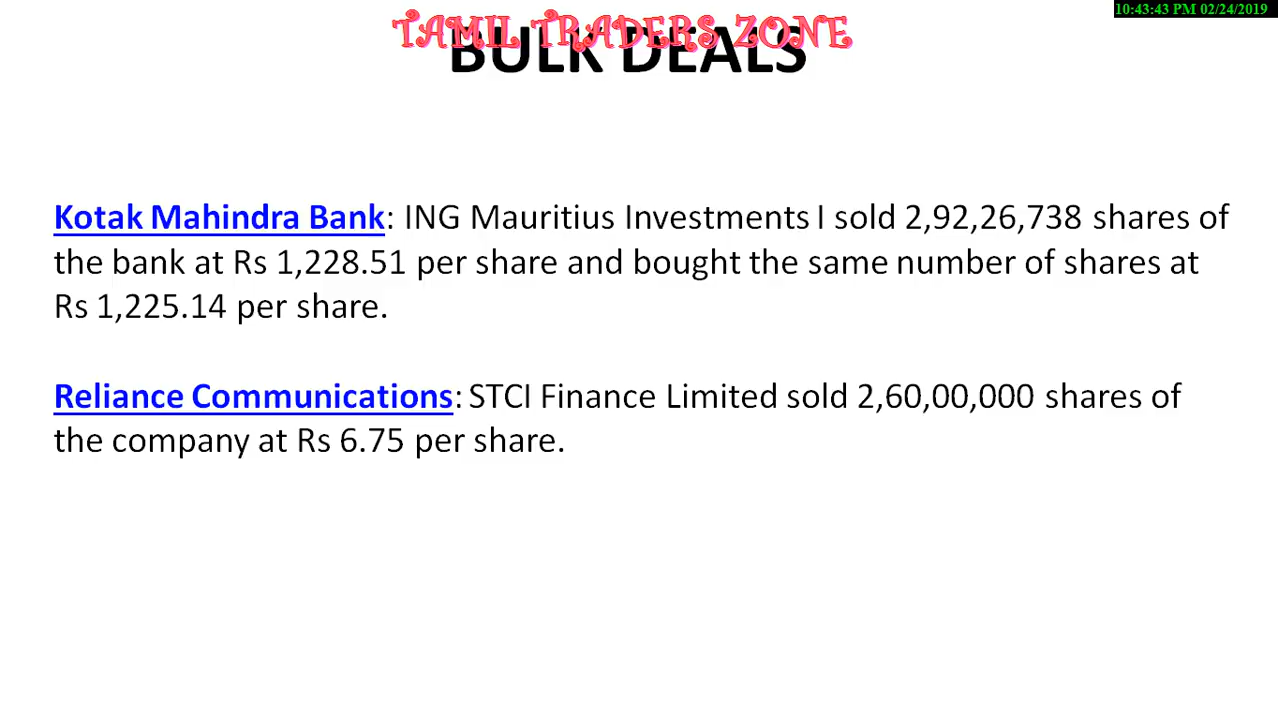 10:43:43 PM 02/24/2019
TAMIL TRADERS ZONE
BULK DEALS
Kotak Mahindra Bank: ING Mauritius Investments I sold 2,92,26,738 shares of
the bank at Rs 1,228.51 per share and bought the same number of shares at
Rs 1,225.14 per share.
Reliance Communications: STCI Finance Limited sold 2,60,00,000 shares of
the company at Rs 6.75 per share.